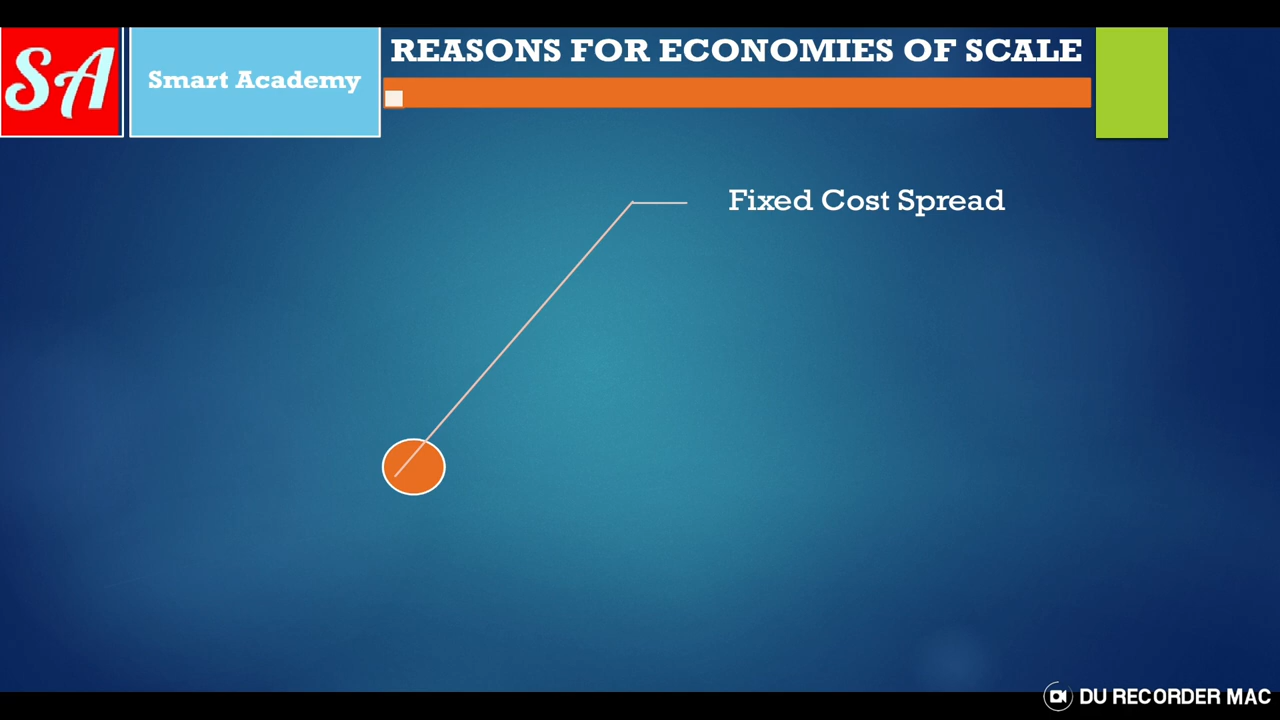 SA
Smart Academy
REASONS FOR ECONOMIES OF SCALE
Fixed Cost Spread
DU RECORDER MAC